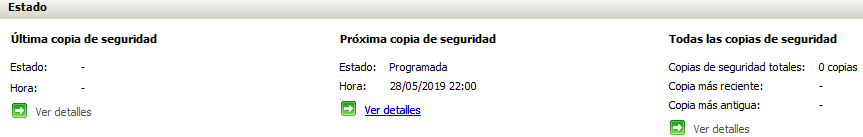 Estado
Última copia de seguridad
Estado: -
Hora: -
Ver detalles
Próxima copia de seguridad
Estado: Programada
Hora: 28/05/2019 22:00
Ver detalles
Todas las copias de seguridad
Copias de seguridad totales: 0 copias
Copia más reciente: -
Copia más antigua: -
Ver detalles